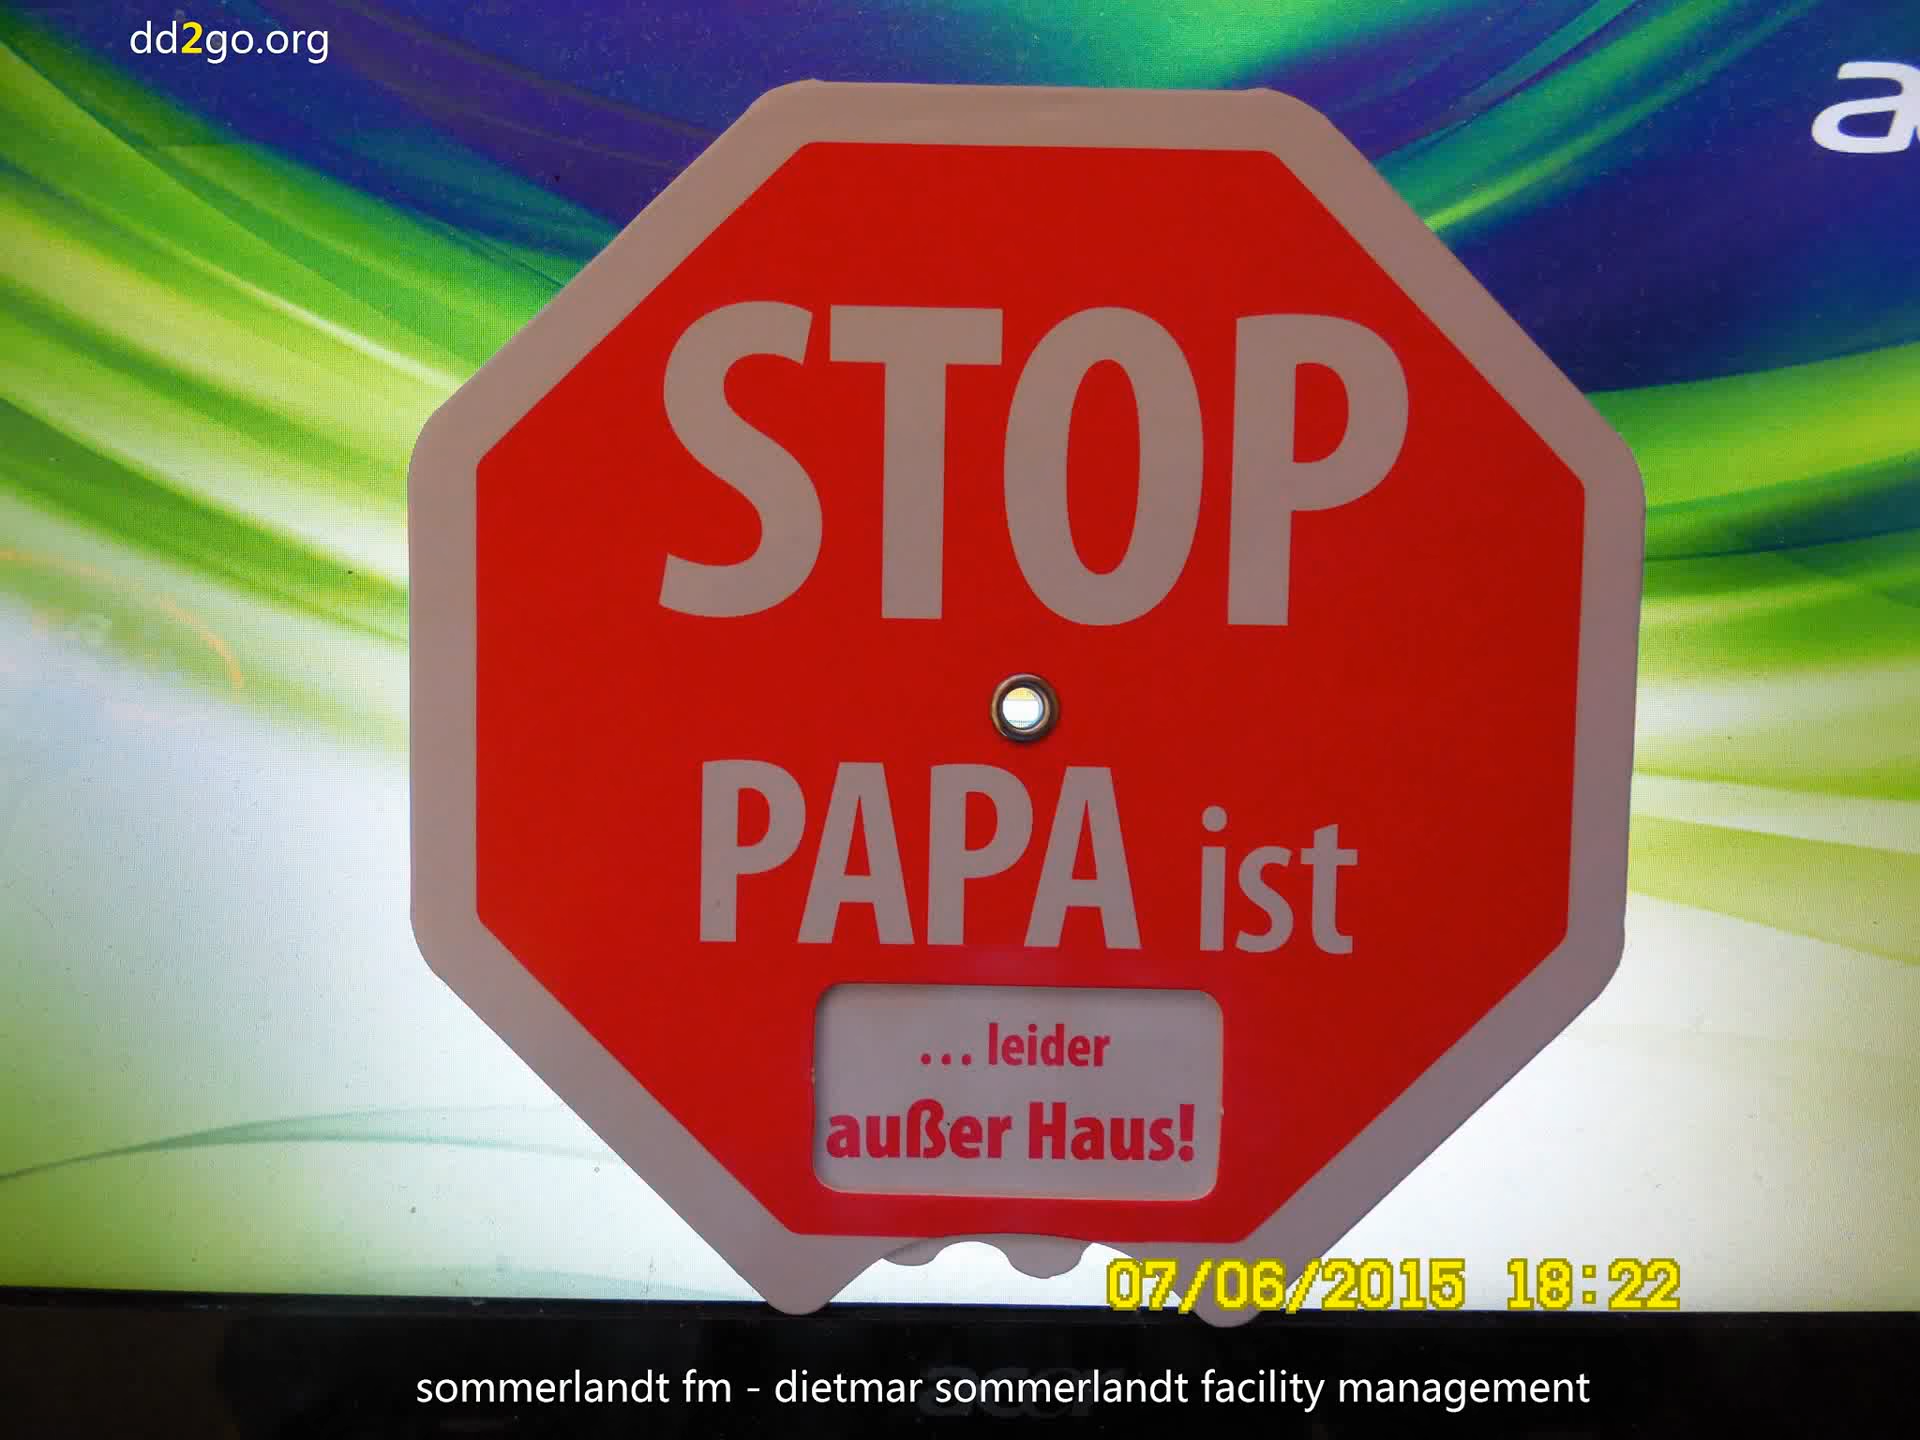 dd2go.org
STOP
PAPA ist
... leider
außer Haus!
07/06/2015 18:22
acer
sommerlandt fm - dietmar sommerlandt facility management